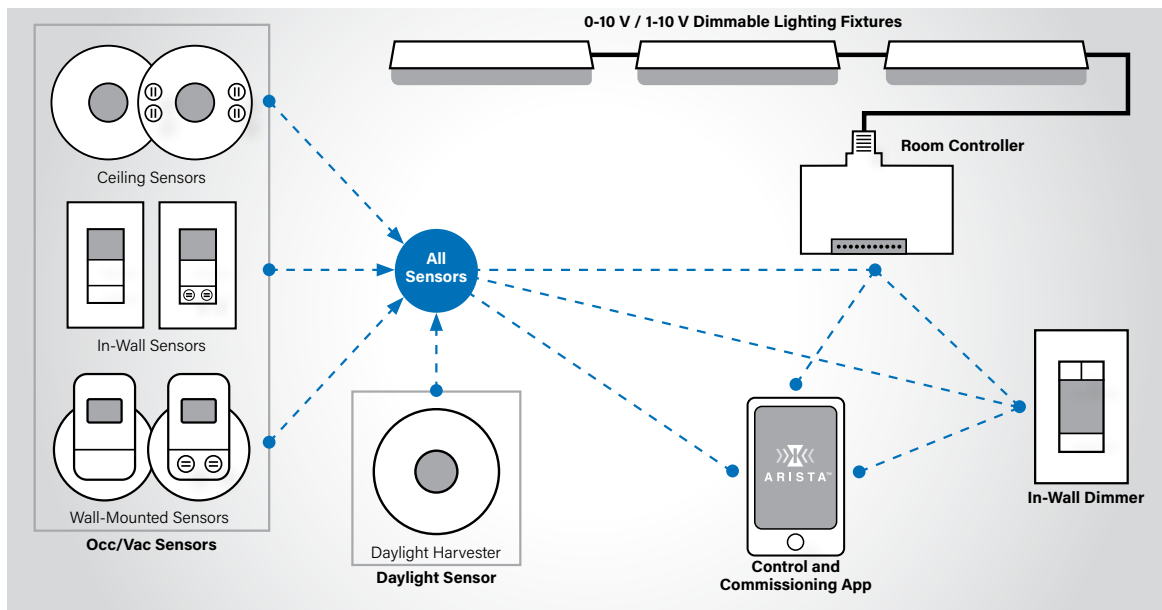 0-10 V / 1-10 V Dimmable Lighting Fixtures
Room Controller
Ceiling Sensors
All
Sensors
In-Wall Sensors
ARISTA™
In-Wall Dimmer
Wall-Mounted Sensors
Occ/Vac Sensors
Daylight Harvester
Daylight Sensor
Control and
Commissioning App